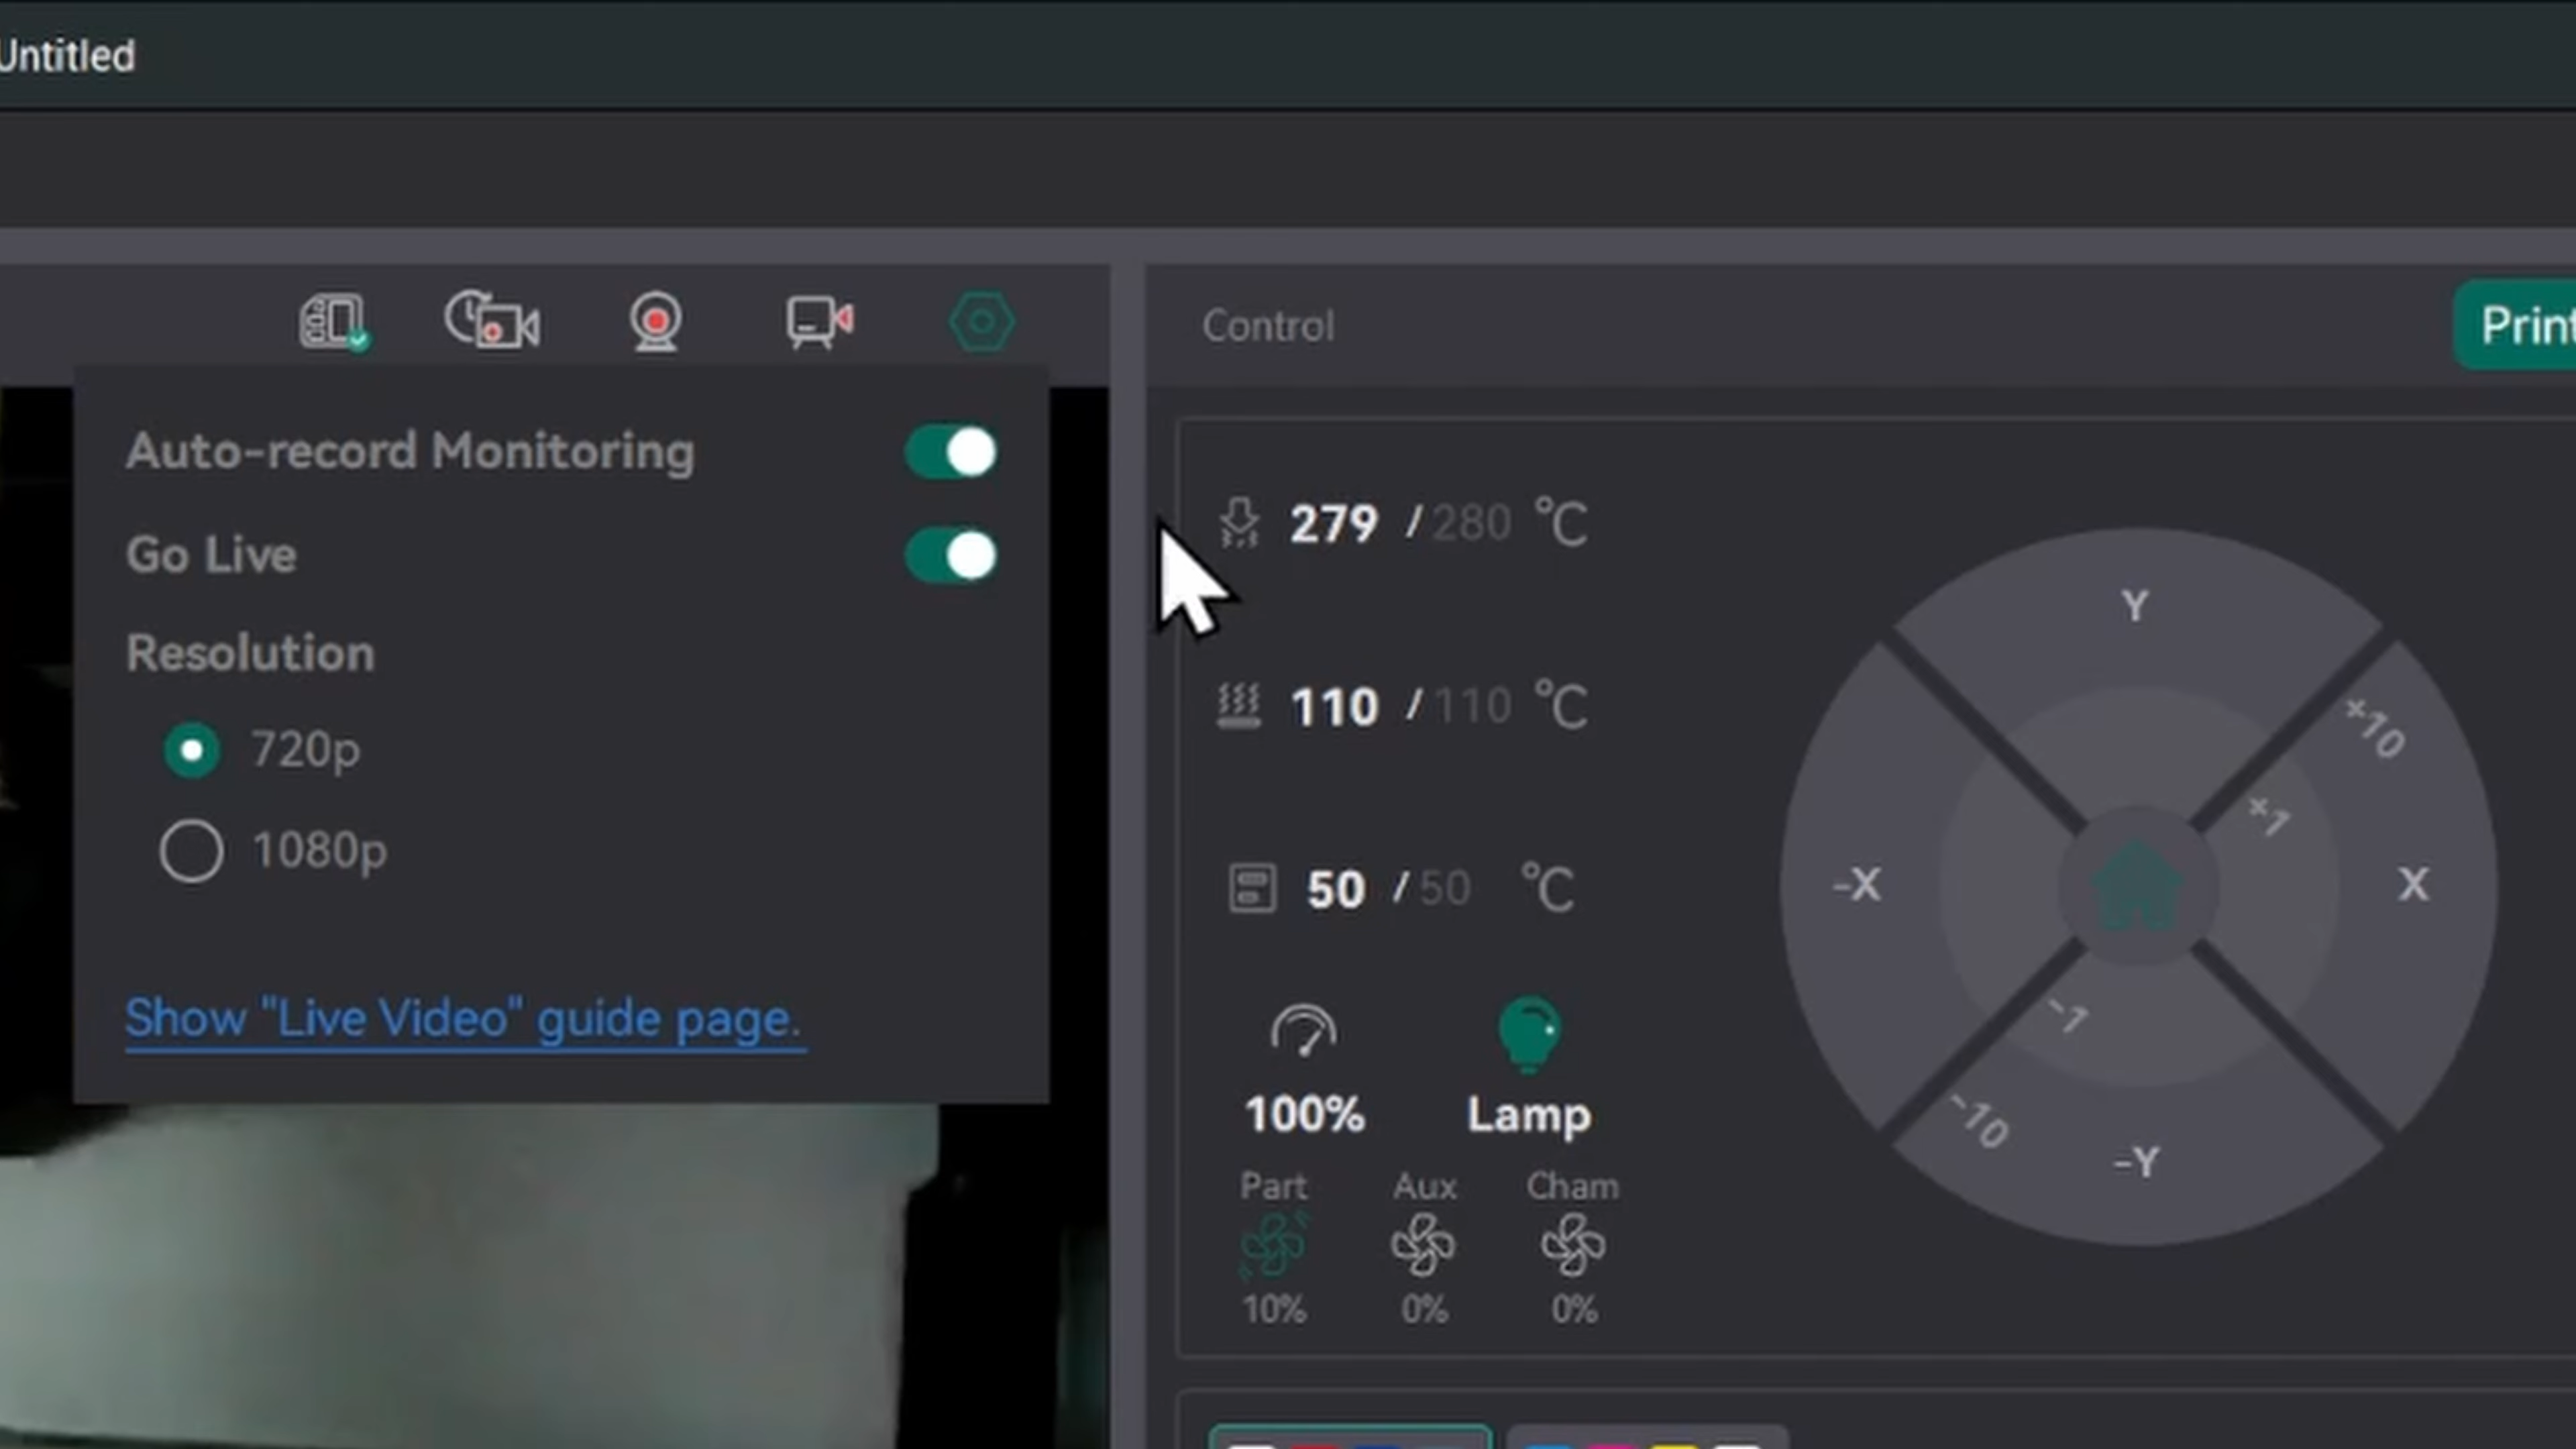 Untitled
Control
Print
Auto-record Monitoring
Go Live
Resolution
720p
1080p
Show "Live Video" guide page.
279 / 280 °C
110 / 110 °C
50 / 50 °C
100% Lamp
Part Aux Cham
10% 0% 0%
Y
+10
+1
-X X
-1
-10
-Y